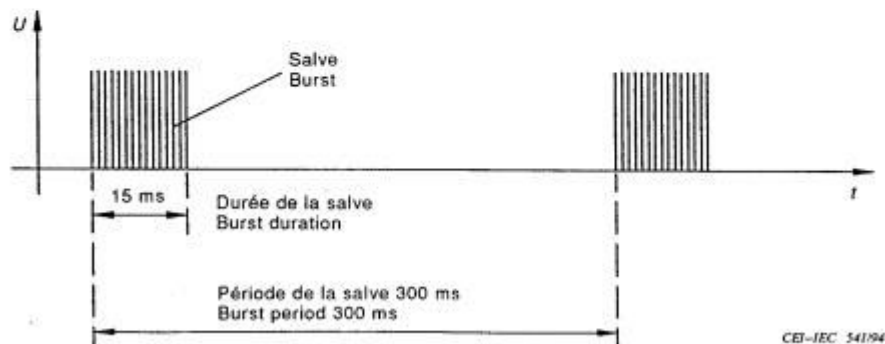 U
Salve
Burst
t
15 ms
Durée de la salve
Burst duration
Période de la salve 300 ms
Burst period 300 ms
CEI-IEC 541/94